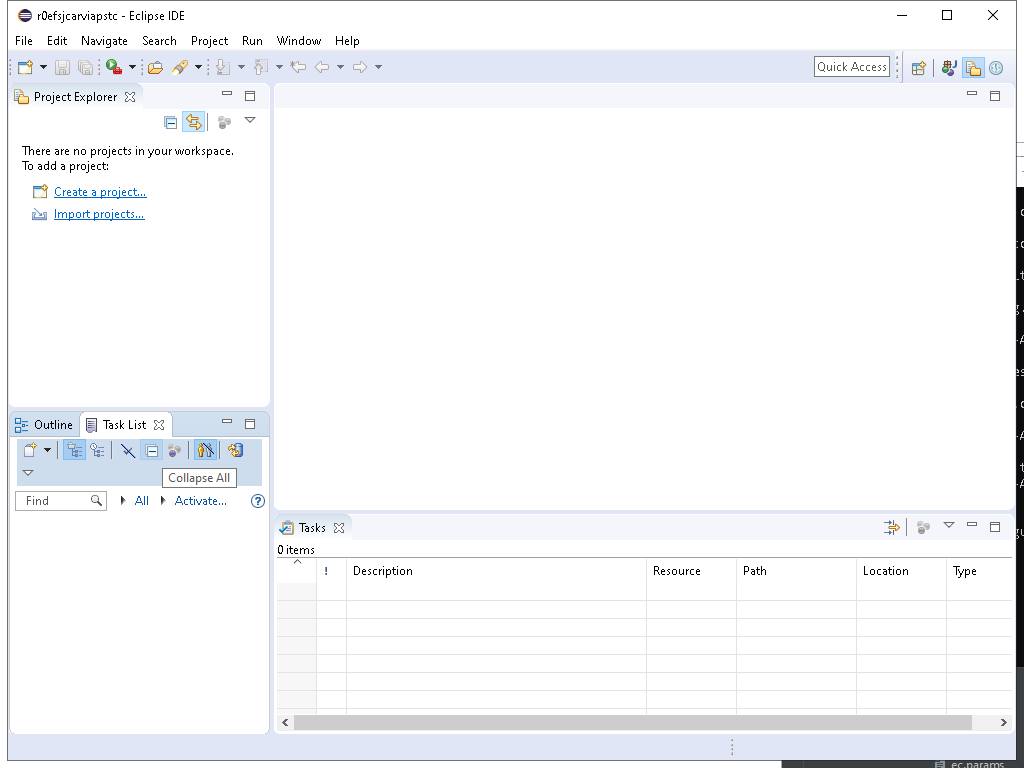 r0efsjcarviapstc - Eclipse IDE
File Edit Navigate Search Project Run Window Help
Quick Access
Project Explorer
There are no projects in your workspace.
To add a project:
Create a project...
Import projects...
Outline Task List
Collapse All
Find All Activate...
Tasks
0 items
! Description Resource Path Location Type
ec.params